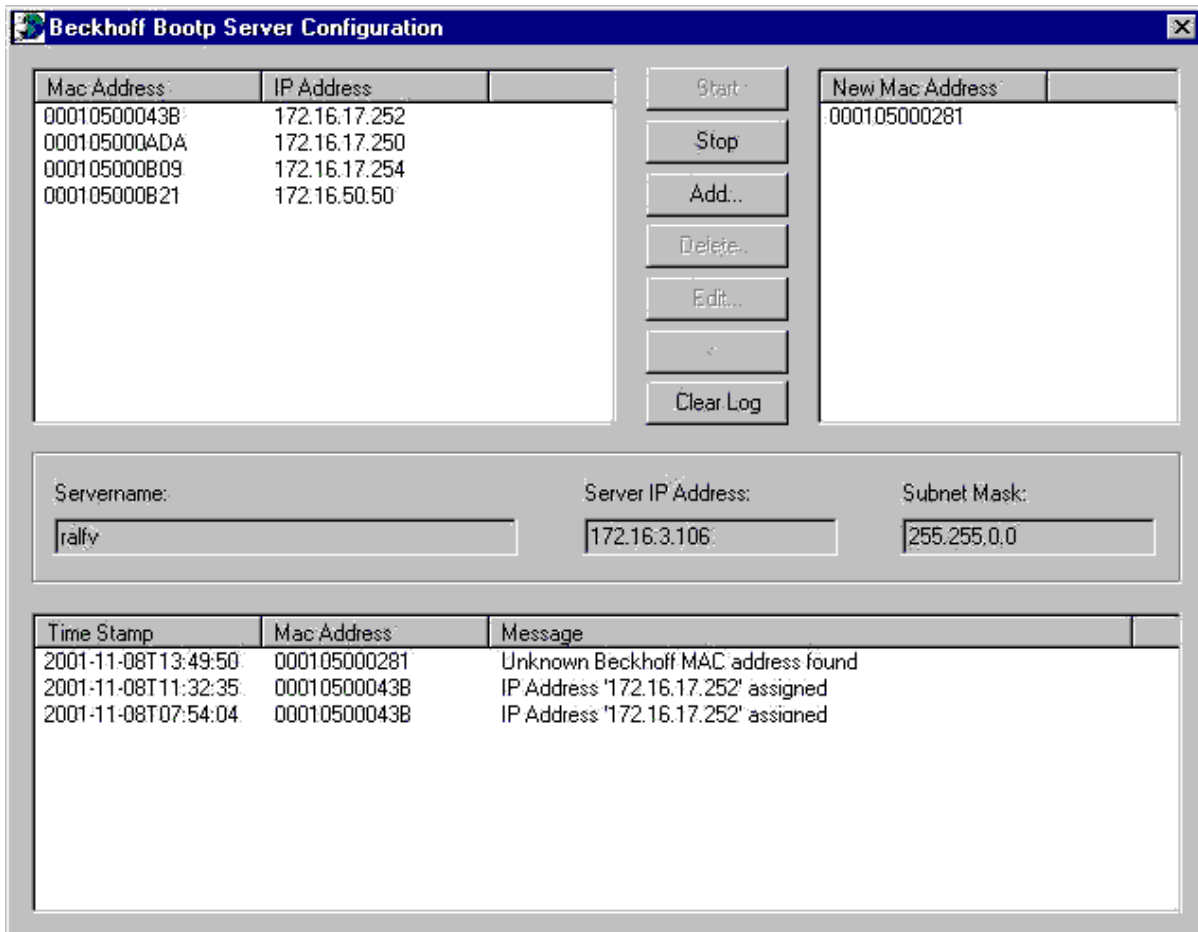 Beckhoff Bootp Server Configuration
Mac Address IP Address
00010500043B 172.16.17.252
000105000ADA 172.16.17.250
000105000B09 172.16.17.254
000105000B21 172.16.50.50
Start
Stop
Add...
Delete..
Edit...
<
Clear Log
New Mac Address
000105000281
Servername: Server IP Address: Subnet Mask:
ralfv 172.16.3.106 255.255.0.0
Time Stamp Mac Address Message
2001-11-08T13:49:50 000105000281 Unknown Beckhoff MAC address found
2001-11-08T11:32:35 00010500043B IP Address '172.16.17.252' assigned
2001-11-08T07:54:04 00010500043B IP Address '172.16.17.252' assigned